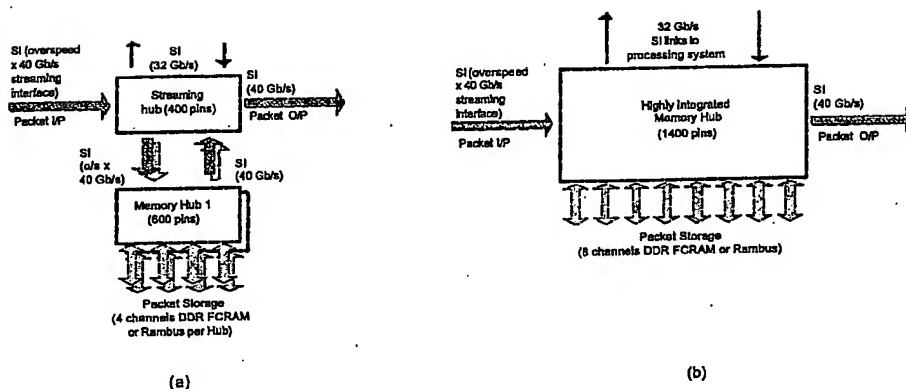 SI (overspeed
x 40 Gb/s
streaming
interface)
Packet I/P
SI
(32 Gb/s)
Streaming
hub (400 pins)
SI
(40 Gb/s)
Packet O/P
SI
(o/s x
40 Gb/s)
SI
(40 Gb/s)
Memory Hub 1
(600 pins)
Packet Storage
(4 channels DDR FCRAM
or Rambus per Hub)
(a)
32 Gb/s
SI links to
processing system
SI (overspeed
x 40 Gb/s
streaming
interface)
Packet I/P
Highly Integrated
Memory Hub
(1400 pins)
SI
(40 Gb/s)
Packet O/P
Packet Storage
(8 channels DDR FCRAM or Rambus)
(b)